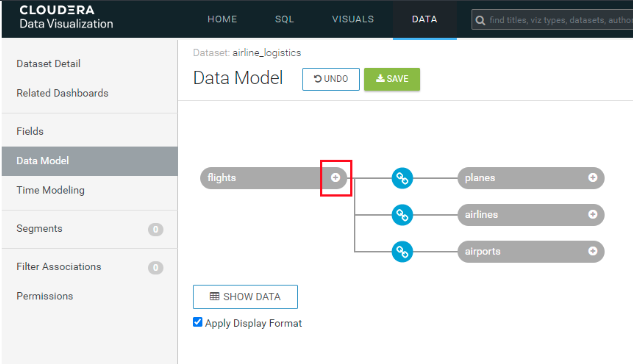 CLOUDERA
Data Visualization
HOME
SQL
VISUALS
DATA
find titles, viz types, datasets, autho
Dataset Detail
Related Dashboards
Fields
Data Model
Time Modeling
Segments 0
Filter Associations 0
Permissions
Dataset: airline_logistics
Data Model
UNDO
SAVE
flights
planes
airlines
airports
SHOW DATA
Apply Display Format